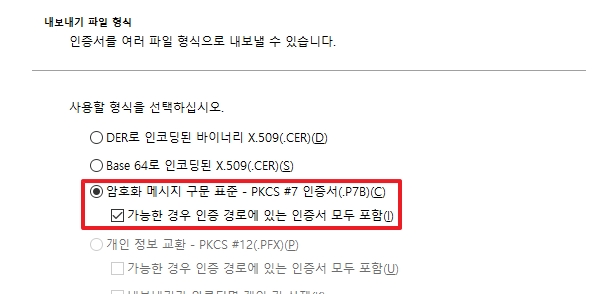 내보내기 파일 형식
인증서를 여러 파일 형식으로 내보낼 수 있습니다.
사용할 형식을 선택하십시오.
DER로 인코딩된 바이너리 X.509(.CER)(D)
Base 64로 인코딩된 X.509(.CER)(S)
암호화 메시지 구문 표준 - PKCS #7 인증서(.P7B)(C)
가능한 경우 인증 경로에 있는 인증서 모두 포함(I)
개인 정보 교환 - PKCS #12(.PFX)(P)
가능한 경우 인증 경로에 있는 인증서 모두 포함(U)